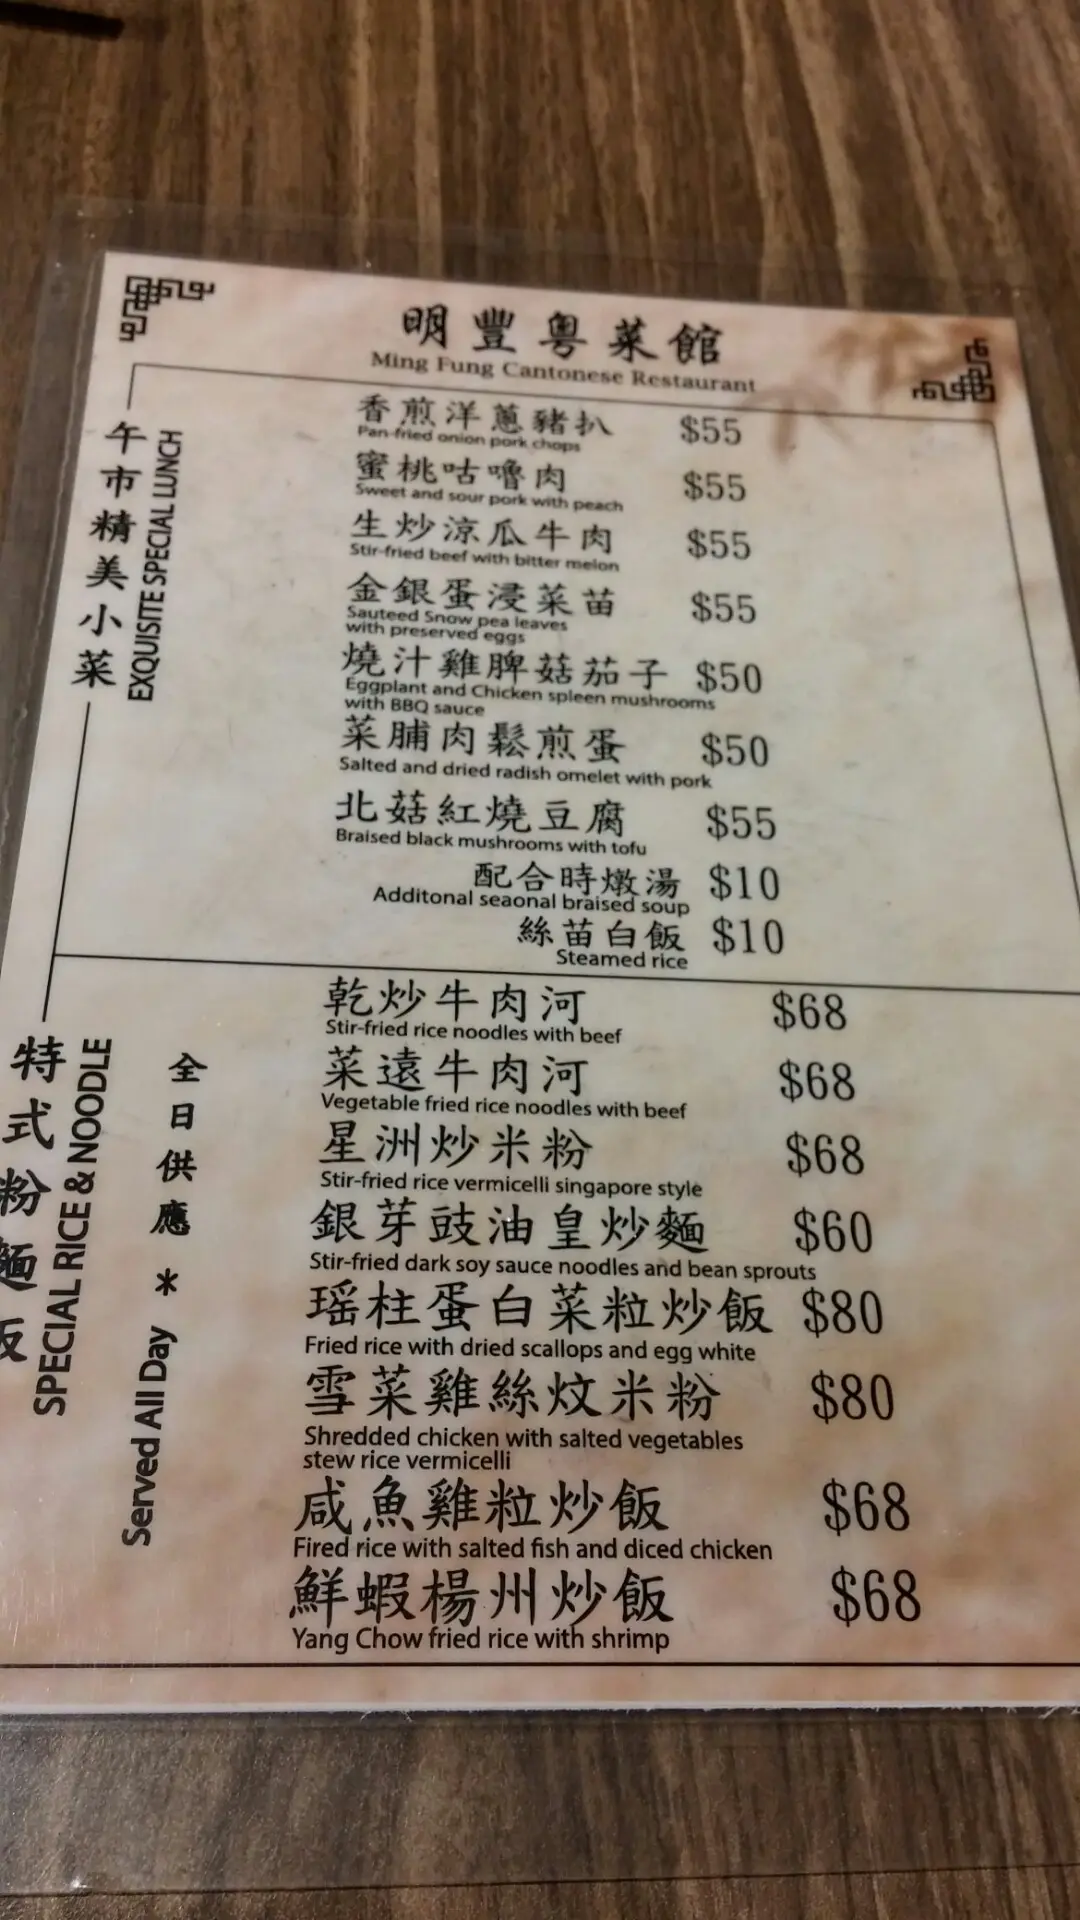 明豐粵菜館
Ming Fung Cantonese Restaurant
午市精美小菜
EXQUISITE SPECIAL LUNCH
香煎洋蔥豬扒 $55
Pan-fried onion pork chops
蜜桃咕嚕肉 $55
Sweet and sour pork with peach
生炒涼瓜牛肉 $55
Stir-fried beef with bitter melon
金銀蛋浸菜苗 $55
Sauteed Snow pea leaves
with preserved eggs
燒汁雞脾菇茄子 $50
Eggplant and Chicken spleen mushrooms
with BBQ sauce
菜脯肉鬆煎蛋 $50
Salted and dried radish omelet with pork
北菇紅燒豆腐 $55
Braised black mushrooms with tofu
配合時燉湯 $10
Additonal seaonal braised soup
絲苗白飯 $10
Steamed rice
特式粉麵飯
SPECIAL RICE & NOODLE
全日供應 *
Served All Day
乾炒牛肉河 $68
Stir-fried rice noodles with beef
菜遠牛肉河 $68
Vegetable fried rice noodles with beef
星洲炒米粉 $68
Stir-fried rice vermicelli singapore style
銀芽豉油皇炒麵 $60
Stir-fried dark soy sauce noodles and bean sprouts
瑤柱蛋白菜粒炒飯 $80
Fried rice with dried scallops and egg white
雪菜雞絲炆米粉 $80
Shredded chicken with salted vegetables
stew rice vermicelli
咸魚雞粒炒飯 $68
Fired rice with salted fish and diced chicken
鮮蝦楊州炒飯 $68
Yang Chow fried rice with shrimp